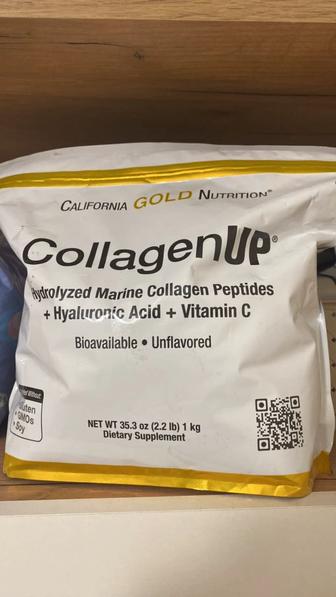 CALIFORNIA GOLD NUTRITION®
CollagenUP®
Hydrolyzed Marine Collagen Peptides
+ Hyaluronic Acid + Vitamin C
Bioavailable • Unflavored
Without
Gluten
• GMOs
• Soy
NET WT 35.3 oz (2.2 lb) 1 kg
Dietary Supplement